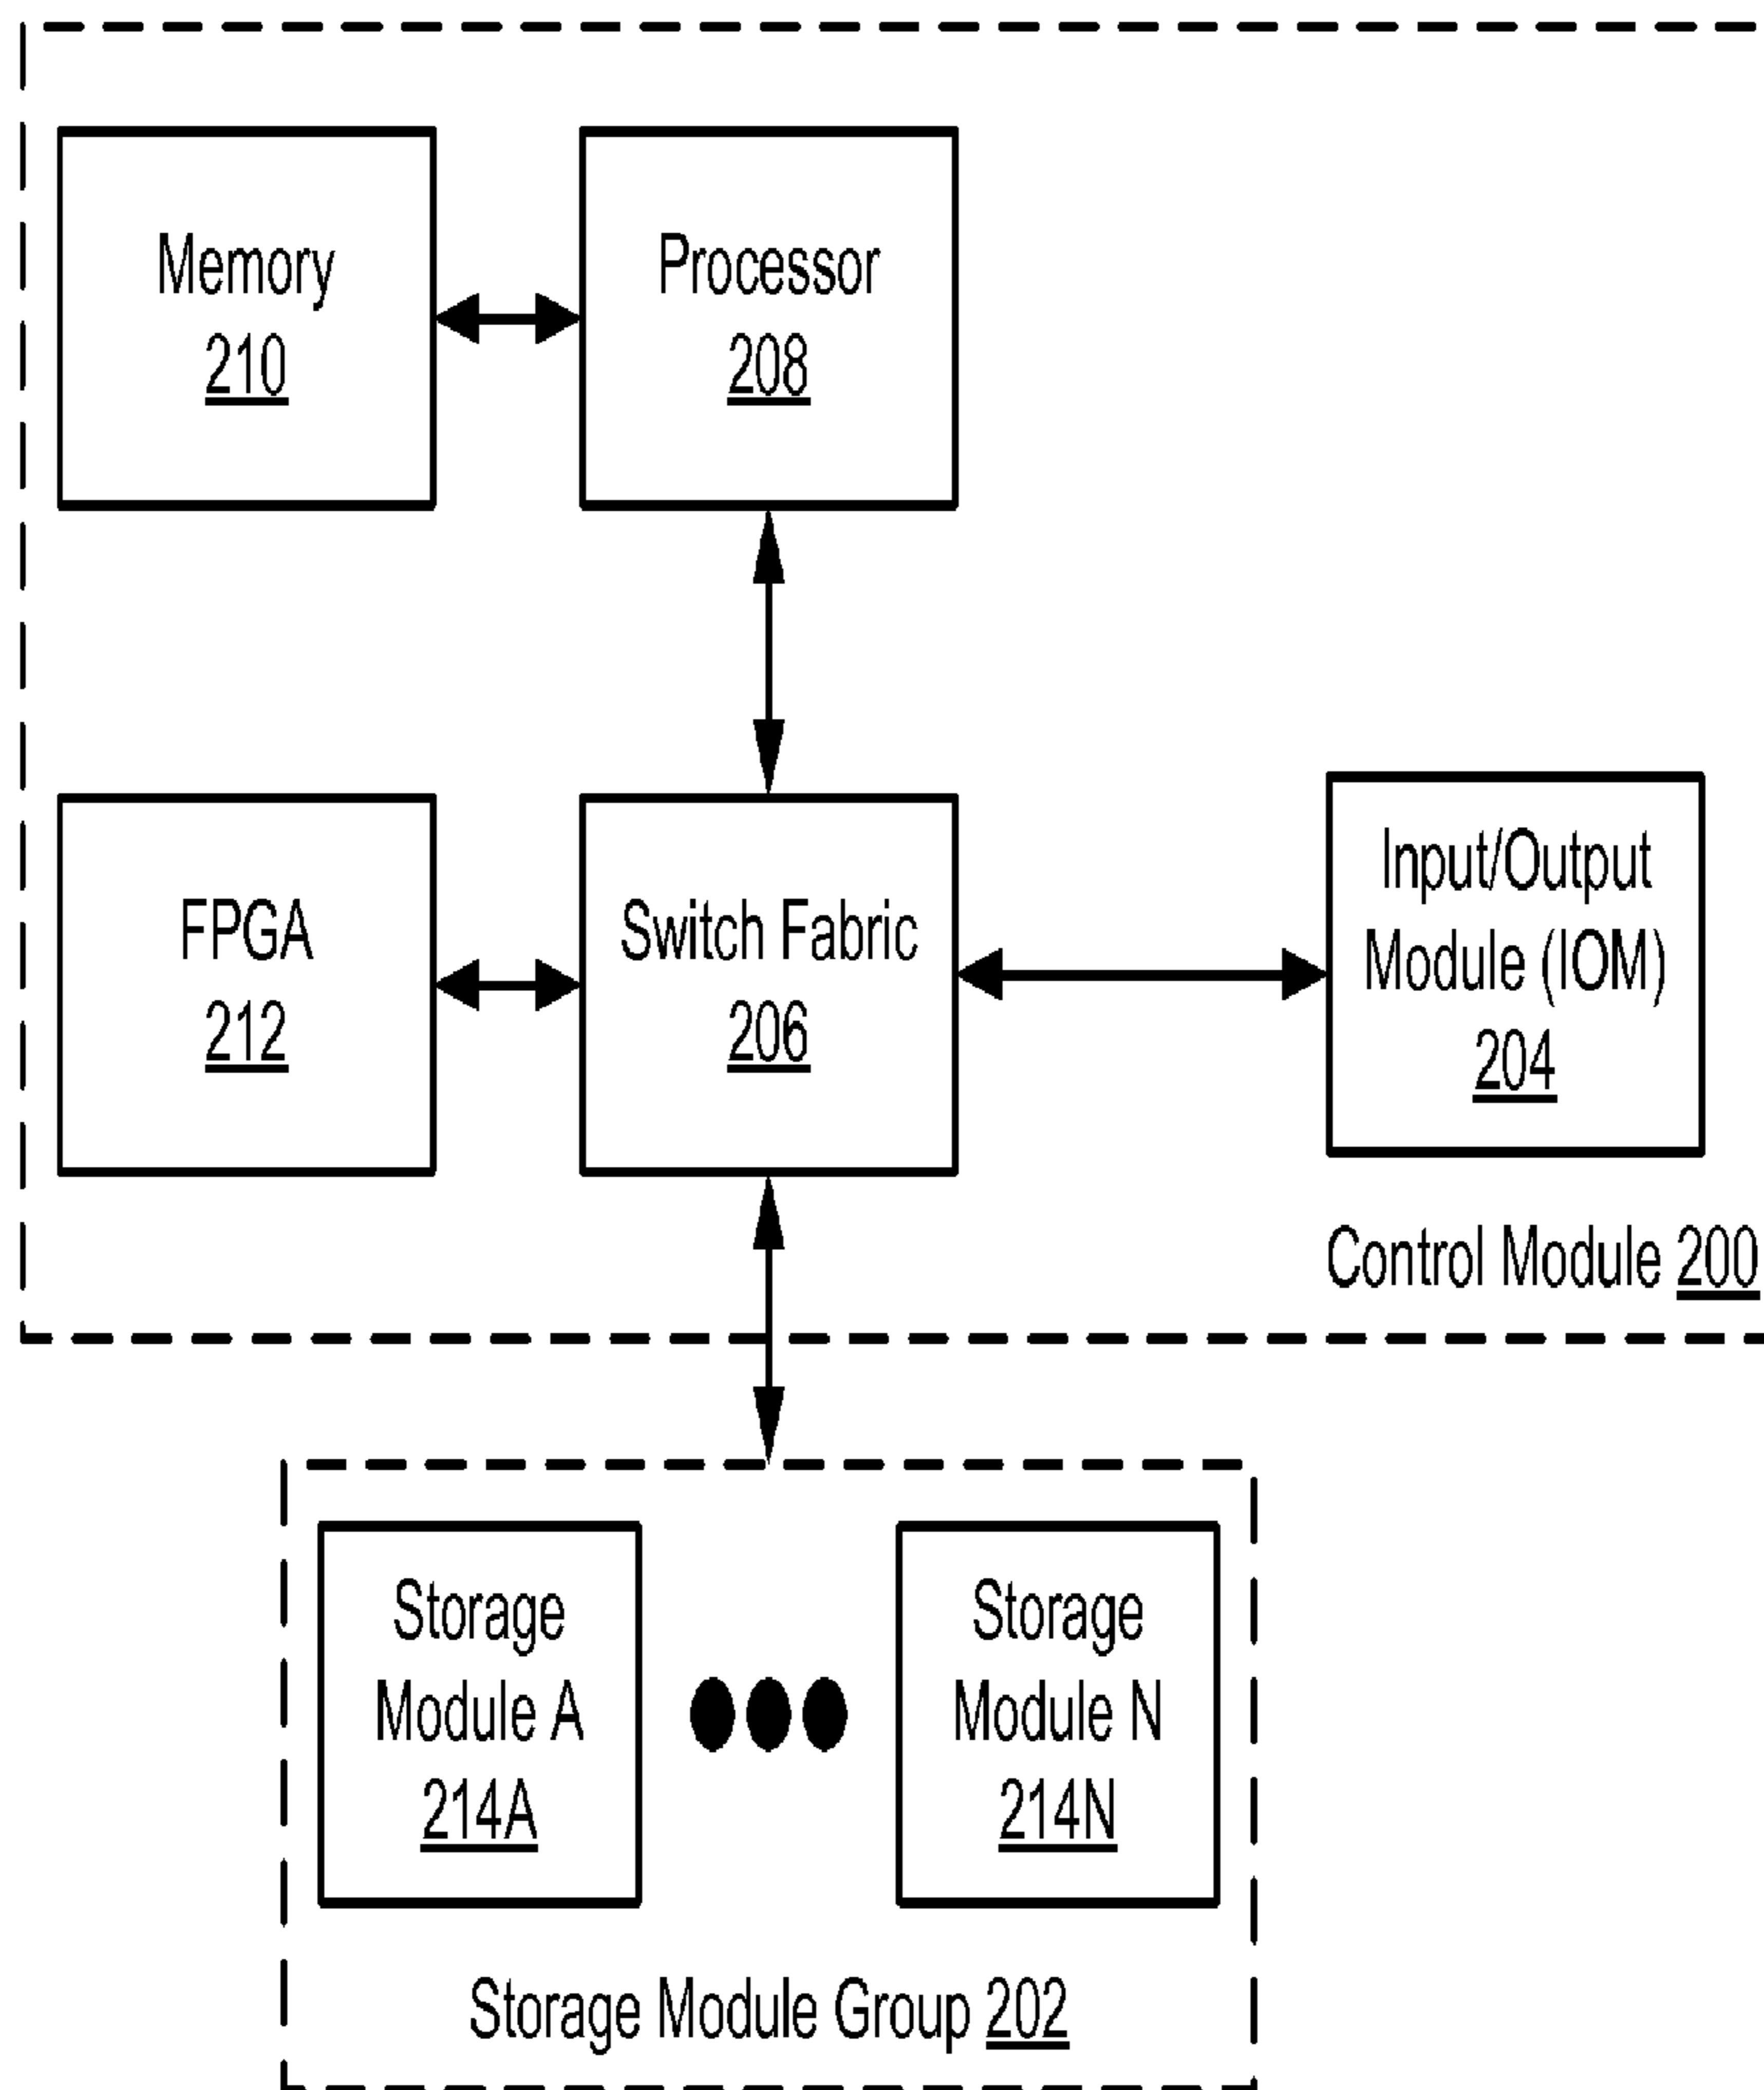 Memory
210
Processor
208
FPGA
212
Switch Fabric
206
Input/Output
Module (IOM)
204
Control Module 200
Storage
Module A
214A
Storage
Module N
214N
Storage Module Group 202